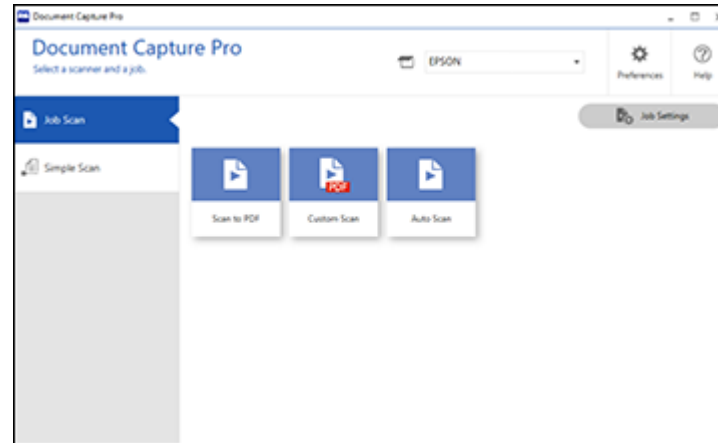 Document Capture Pro
Document Capture Pro
Select a scanner and a job.
EPSON
Preferences
Help
Job Scan
Job Settings
Simple Scan
PDF
Scan to PDF
Custom Scan
Auto Scan